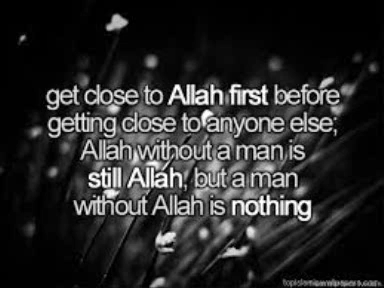 get close to Allah first before
getting close to anyone else;
Allah without a man is
still Allah, but a man
without Allah is nothing